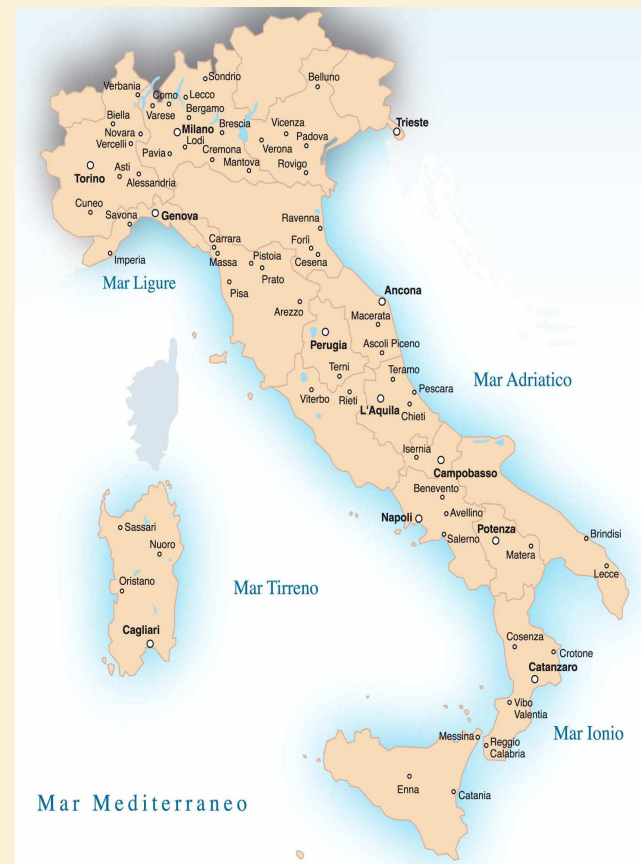 Sondrio
Belluno
Verbania
Como
Lecco
Varese
Bergamo
Biella
Milano
Brescia
Vicenza
Trieste
Novara
Lodi
Padova
Vercelli
Pavia
Cremona
Verona
Mantova
Rovigo
Torino
Asti
Alessandria
Cuneo
Savona
Genova
Ravenna
Carrara
Forlì
Imperia
Massa
Pistoia
Cesena
Mar Ligure
Prato
Pisa
Ancona
Arezzo
Macerata
Perugia
Ascoli Piceno
Terni
Teramo
Mar Adriatico
Viterbo
Rieti
Pescara
L'Aquila
Chieti
Isernia
Campobasso
Benevento
Napoli
Avellino
Sassari
Salerno
Potenza
Brindisi
Nuoro
Matera
Oristano
Mar Tirreno
Lecce
Cagliari
Cosenza
Crotone
Catanzaro
Vibo
Valentia
Messina
Reggio
Calabria
Mar Ionio
Enna
Catania
Mar Mediterraneo